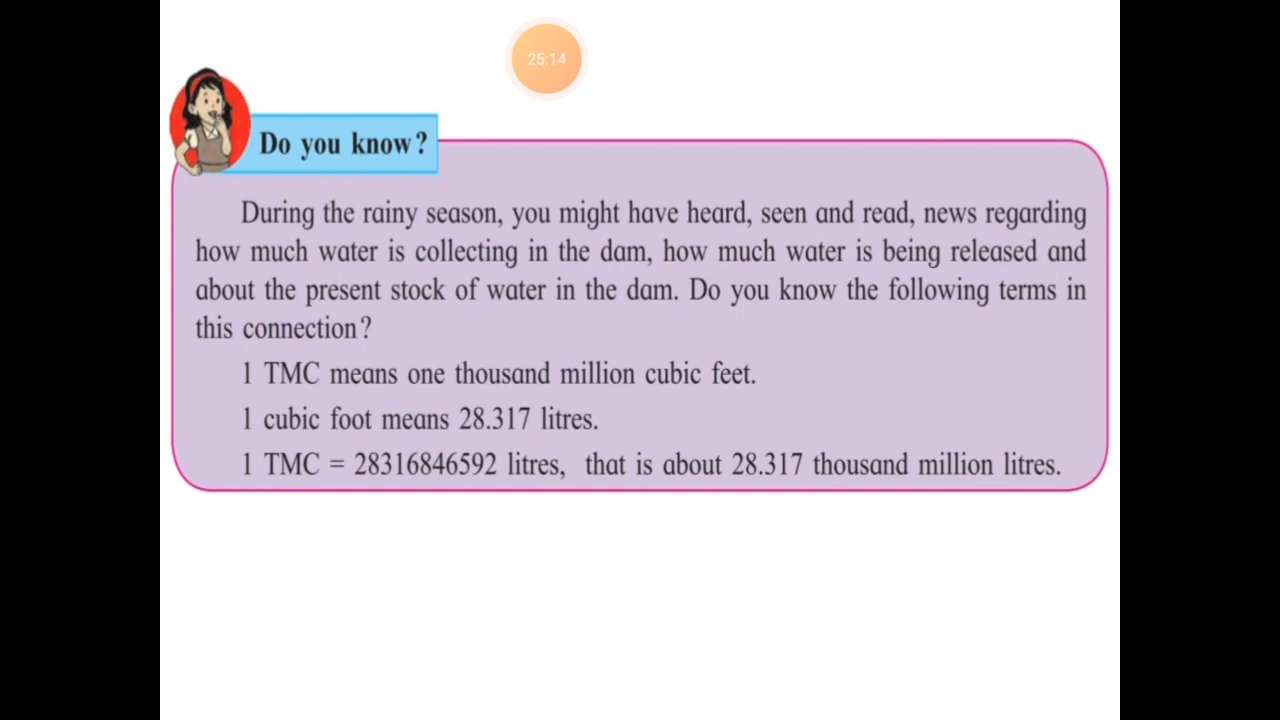 25:14
Do you know?
During the rainy season, you might have heard, seen and read, news regarding
how much water is collecting in the dam, how much water is being released and
about the present stock of water in the dam. Do you know the following terms in
this connection?
1 TMC means one thousand million cubic feet.
1 cubic foot means 28.317 litres.
1 TMC = 28316846592 litres, that is about 28.317 thousand million litres.